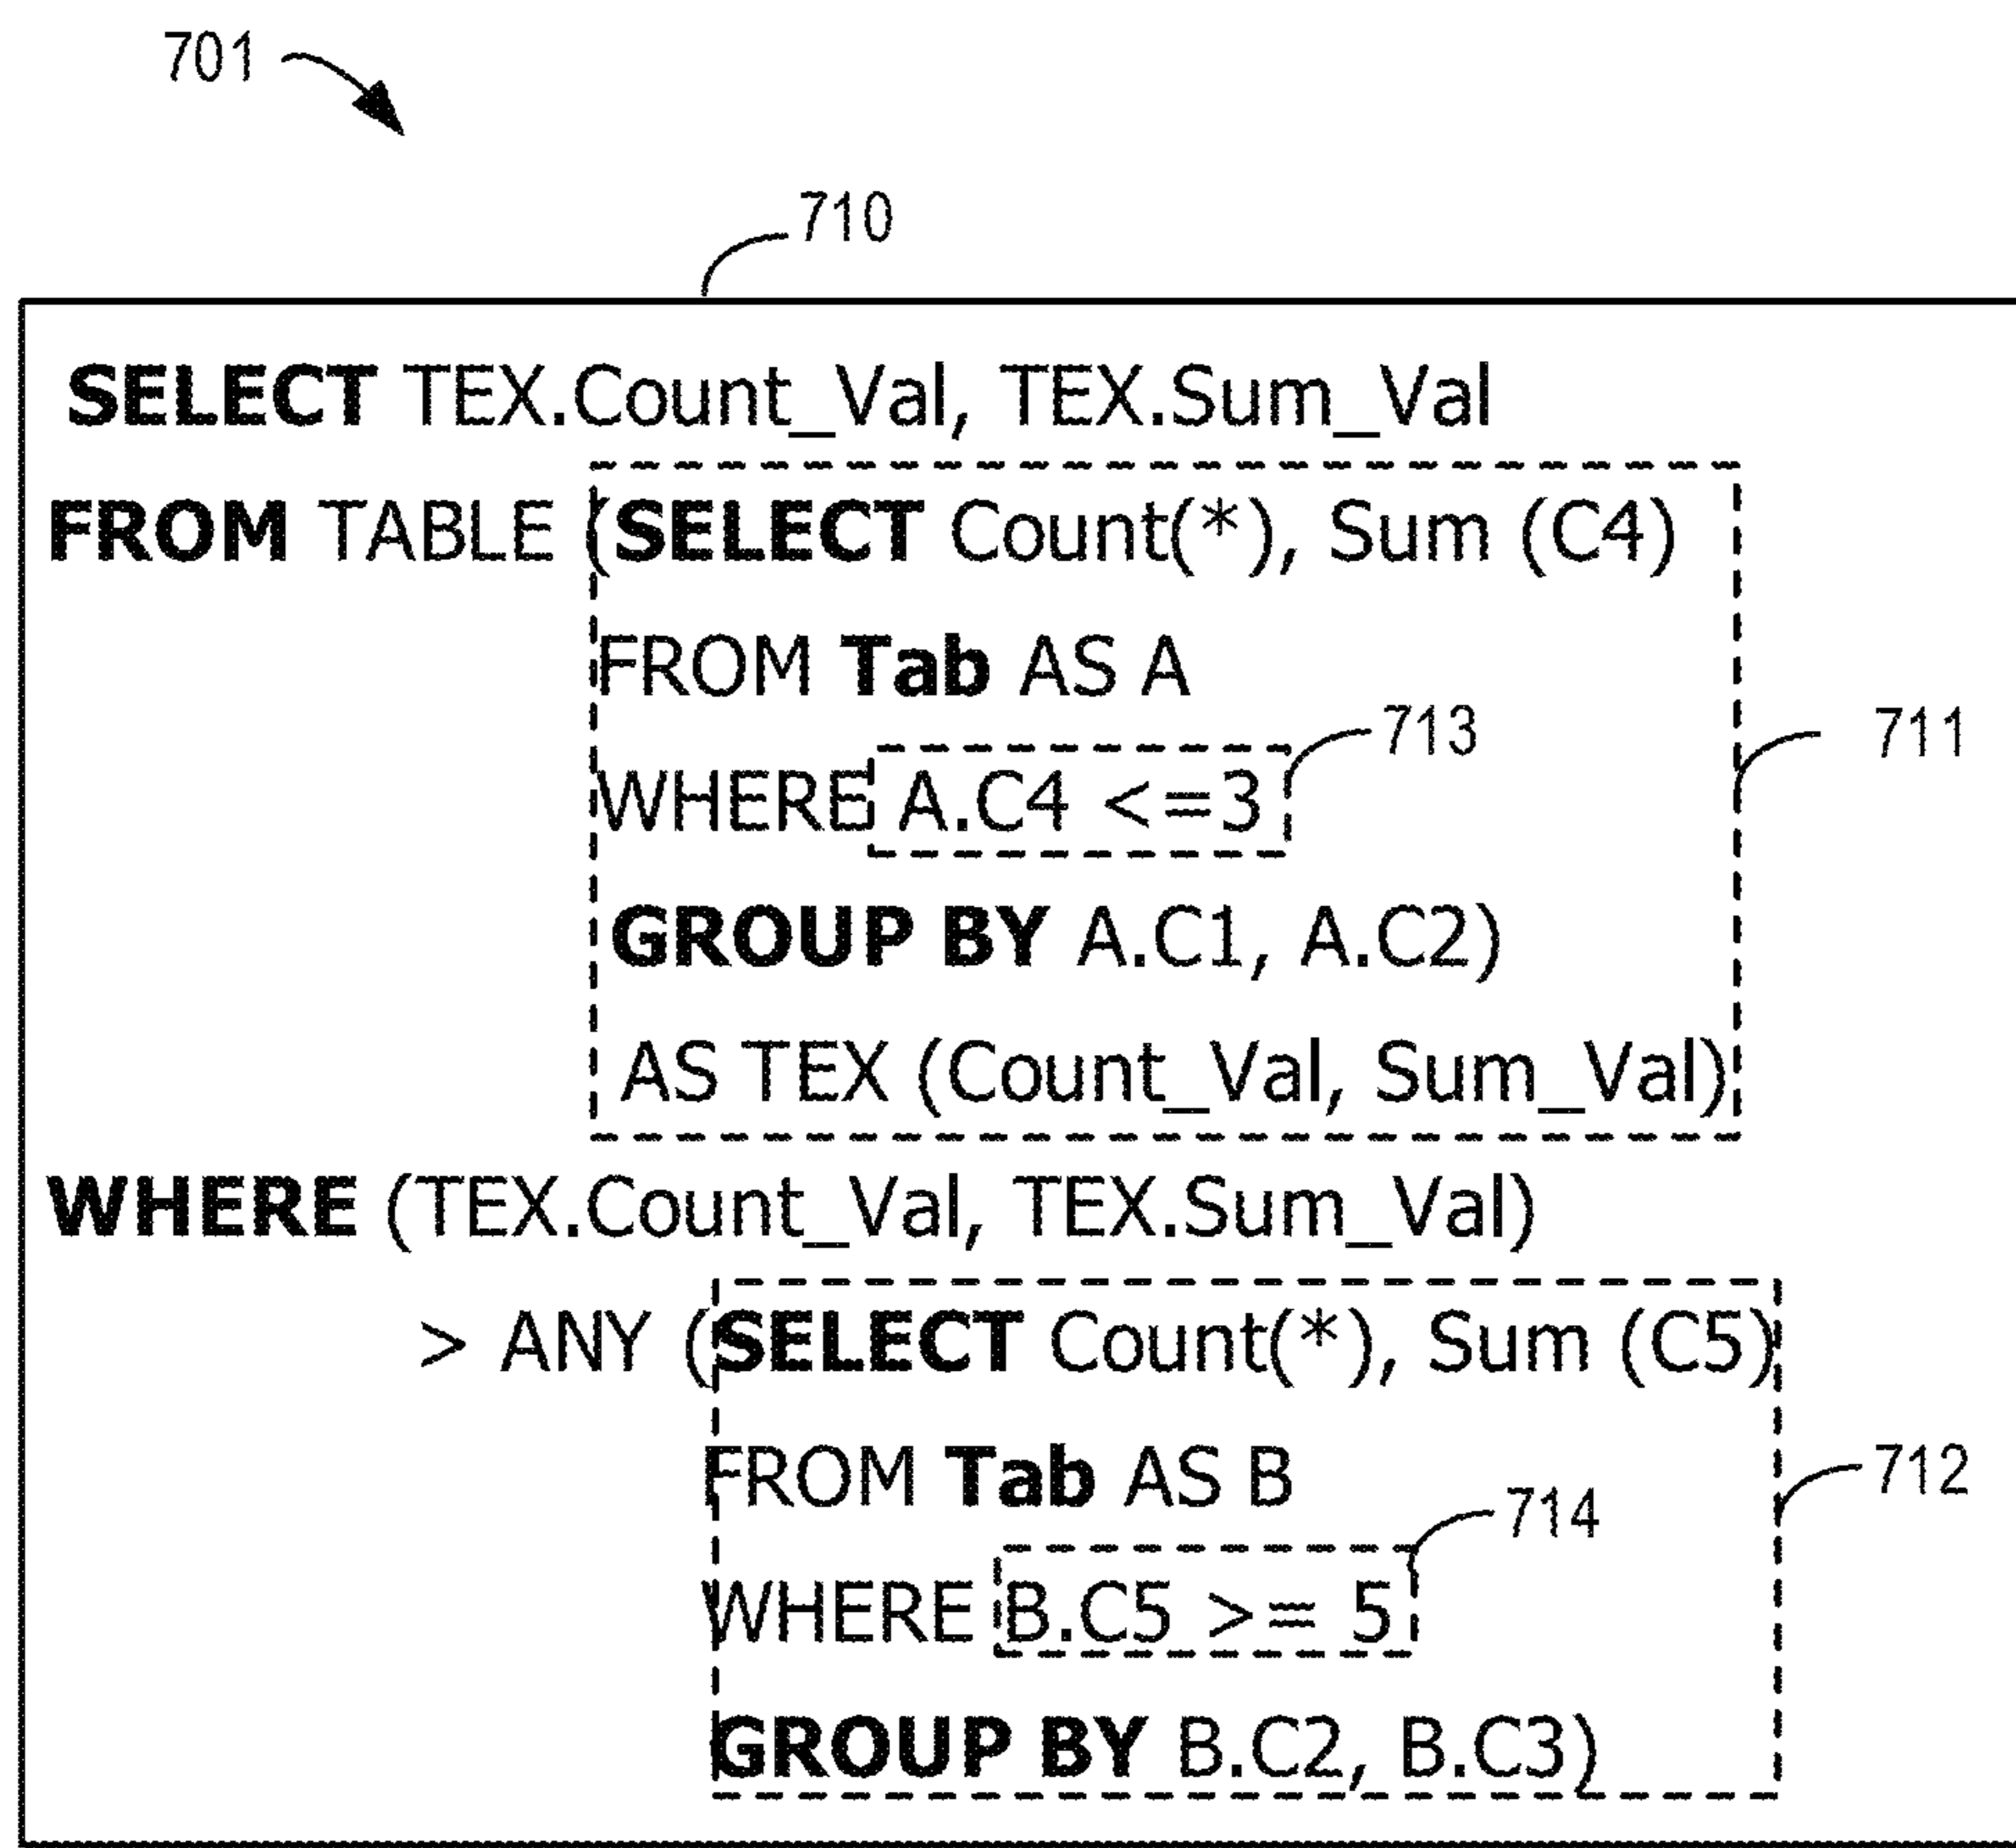 701
710
SELECT TEX.Count_Val, TEX.Sum_Val
FROM TABLE (SELECT Count(*), Sum (C4)
FROM Tab AS A
713
711
WHERE A.C4 <=3
GROUP BY A.C1, A.C2)
AS TEX (Count_Val, Sum_Val)
WHERE (TEX.Count_Val, TEX.Sum_Val)
> ANY (SELECT Count(*), Sum (C5)
FROM Tab AS B
712
714
WHERE B.C5 >= 5
GROUP BY B.C2, B.C3)